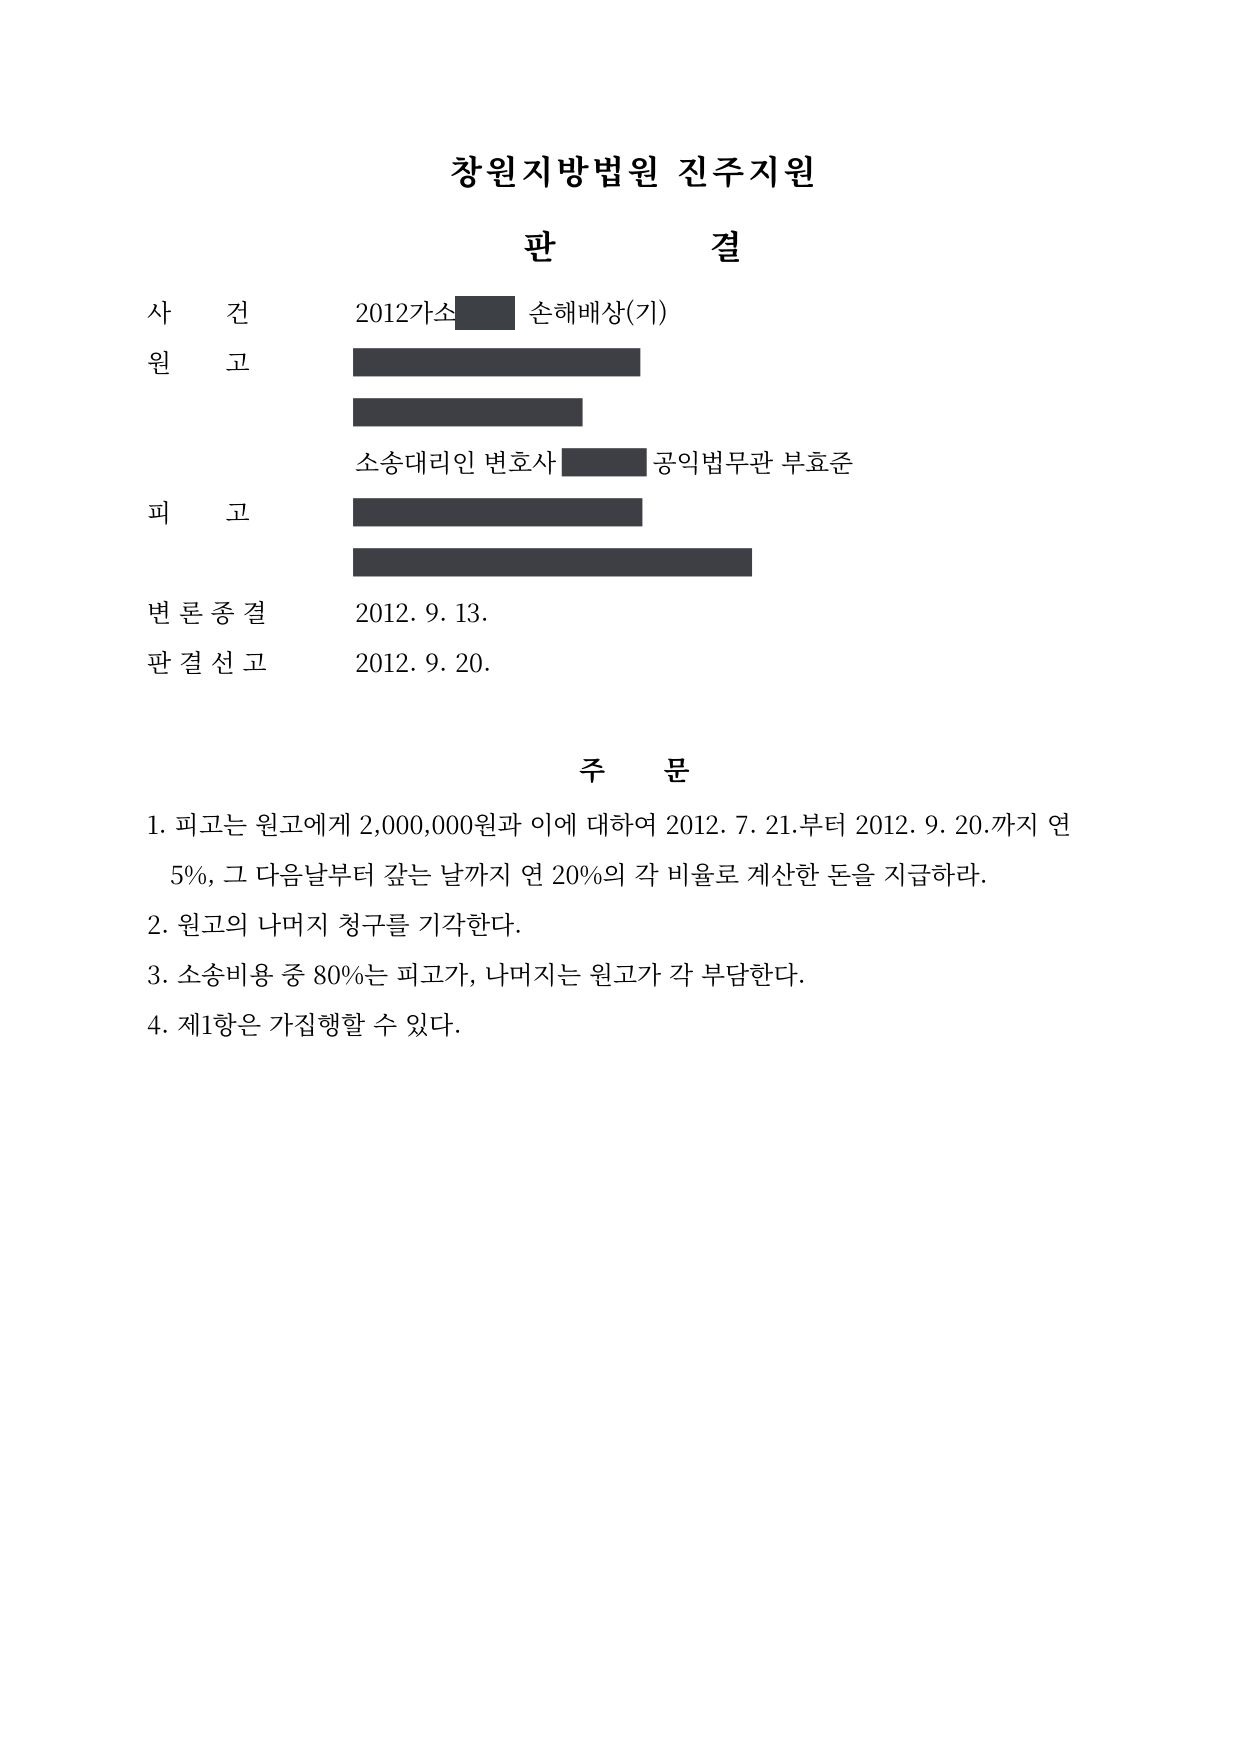 창원지방법원 진주지원
판 결
사 건 2012가소 손해배상(기)
원 고
소송대리인 변호사 공익법무관 부효준
피 고
변 론 종 결 2012. 9. 13.
판 결 선 고 2012. 9. 20.
주 문
1. 피고는 원고에게 2,000,000원과 이에 대하여 2012. 7. 21.부터 2012. 9. 20.까지 연
5%, 그 다음날부터 갚는 날까지 연 20%의 각 비율로 계산한 돈을 지급하라.
2. 원고의 나머지 청구를 기각한다.
3. 소송비용 중 80%는 피고가, 나머지는 원고가 각 부담한다.
4. 제1항은 가집행할 수 있다.